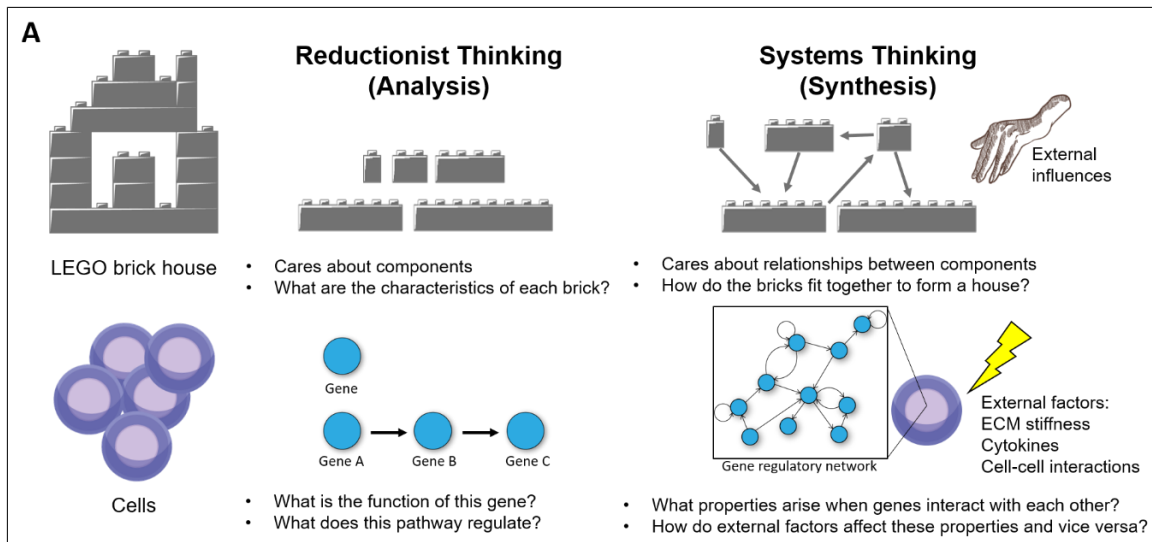 A
Reductionist Thinking
(Analysis)
Systems Thinking
(Synthesis)
External
influences
LEGO brick house
• Cares about components
• What are the characteristics of each brick?
• Cares about relationships between components
• How do the bricks fit together to form a house?
Gene
Gene A
Gene B
Gene C
Gene regulatory network
External factors:
ECM stiffness
Cytokines
Cell-cell interactions
Cells
• What is the function of this gene?
• What does this pathway regulate?
• What properties arise when genes interact with each other?
• How do external factors affect these properties and vice versa?